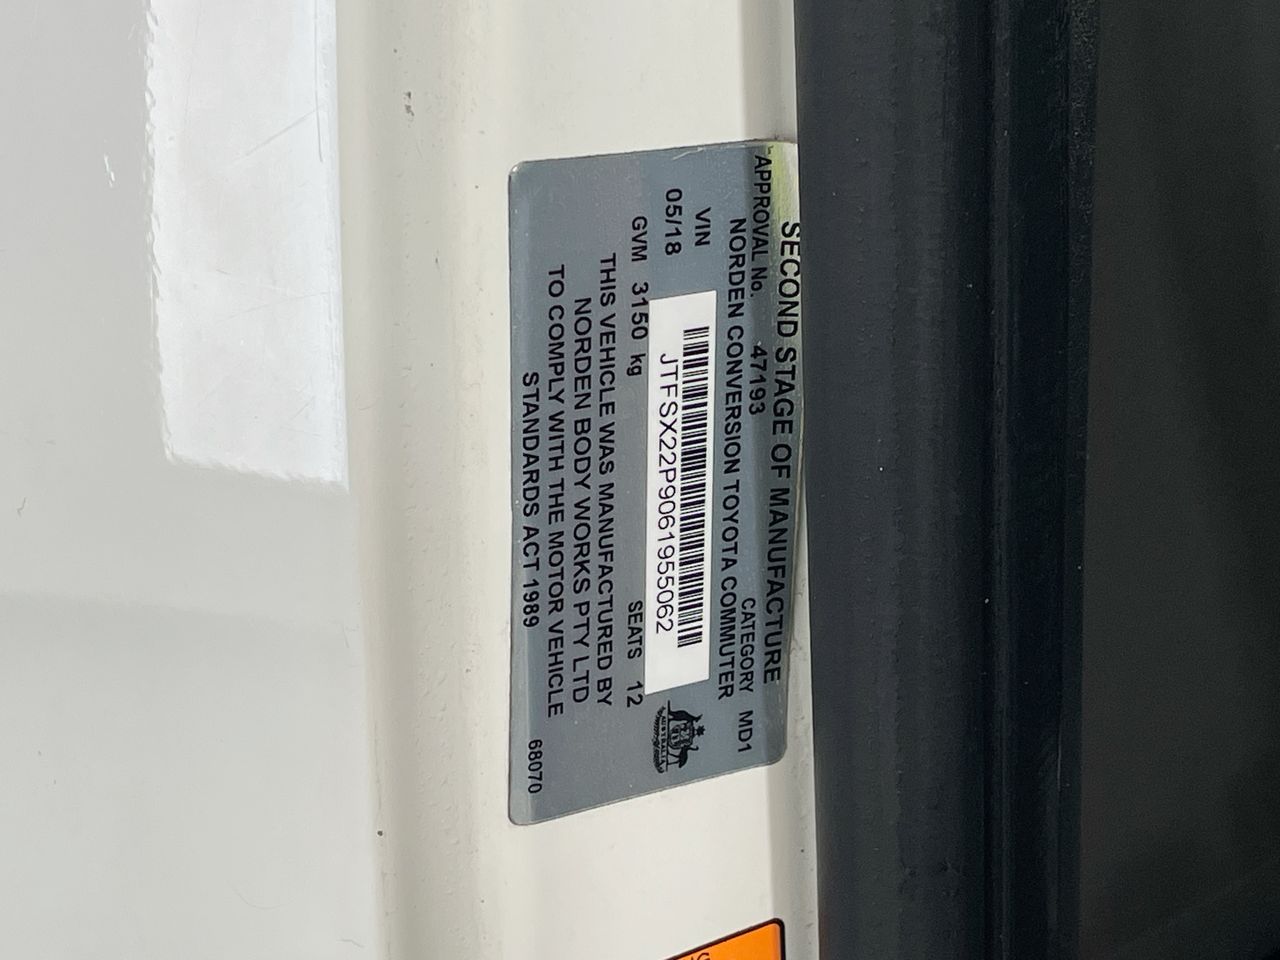 SECOND STAGE OF MANUFACTURE
APPROVAL No. 47193 CATEGORY MD1
NORDEN CONVERSION TOYOTA COMMUTER
VIN
JTFSX22P906195062
05/18
AUSTRALIA
GVM 3150 kg SEATS 12
THIS VEHICLE WAS MANUFACTURED BY
NORDEN BODY WORKS PTY LTD
TO COMPLY WITH THE MOTOR VEHICLE
STANDARDS ACT 1989
68070